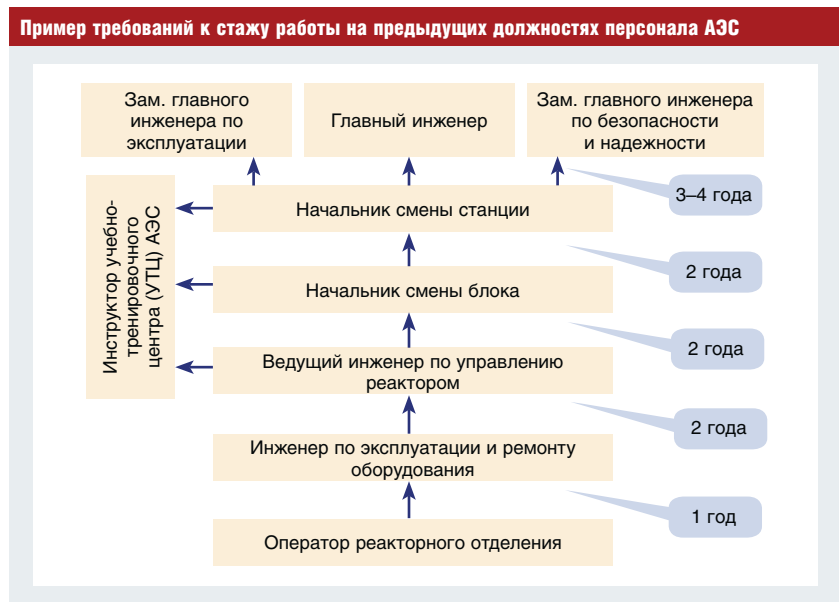 Пример требований к стажу работы на предыдущих должностях персонала АЭС
Зам. главного
инженера по
эксплуатации
Главный инженер
Зам. главного инженера
по безопасности
и надежности
3–4 года
Инструктор учебно-
тренировочного
центра (УТЦ) АЭС
Начальник смены станции
2 года
Начальник смены блока
2 года
Ведущий инженер по управлению
реактором
2 года
Инженер по эксплуатации и ремонту
оборудования
1 год
Оператор реакторного отделения